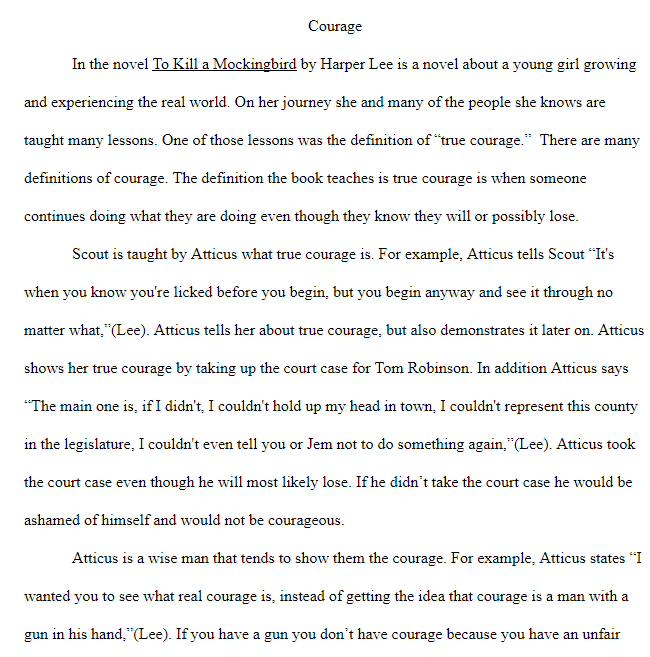 Courage
In the novel To Kill a Mockingbird by Harper Lee is a novel about a young girl growing
and experiencing the real world. On her journey she and many of the people she knows are
taught many lessons. One of those lessons was the definition of “true courage.”  There are many
definitions of courage. The definition the book teaches is true courage is when someone
continues doing what they are doing even though they know they will or possibly lose.
Scout is taught by Atticus what true courage is. For example, Atticus tells Scout “It's
when you know you're licked before you begin, but you begin anyway and see it through no
matter what,”(Lee). Atticus tells her about true courage, but also demonstrates it later on. Atticus
shows her true courage by taking up the court case for Tom Robinson. In addition Atticus says
“The main one is, if I didn't, I couldn't hold up my head in town, I couldn't represent this county
in the legislature, I couldn't even tell you or Jem not to do something again,”(Lee). Atticus took
the court case even though he will most likely lose. If he didn’t take the court case he would be
ashamed of himself and would not be courageous.
Atticus is a wise man that tends to show them the courage. For example, Atticus states “I
wanted you to see what real courage is, instead of getting the idea that courage is a man with a
gun in his hand,”(Lee). If you have a gun you don’t have courage because you have an unfair